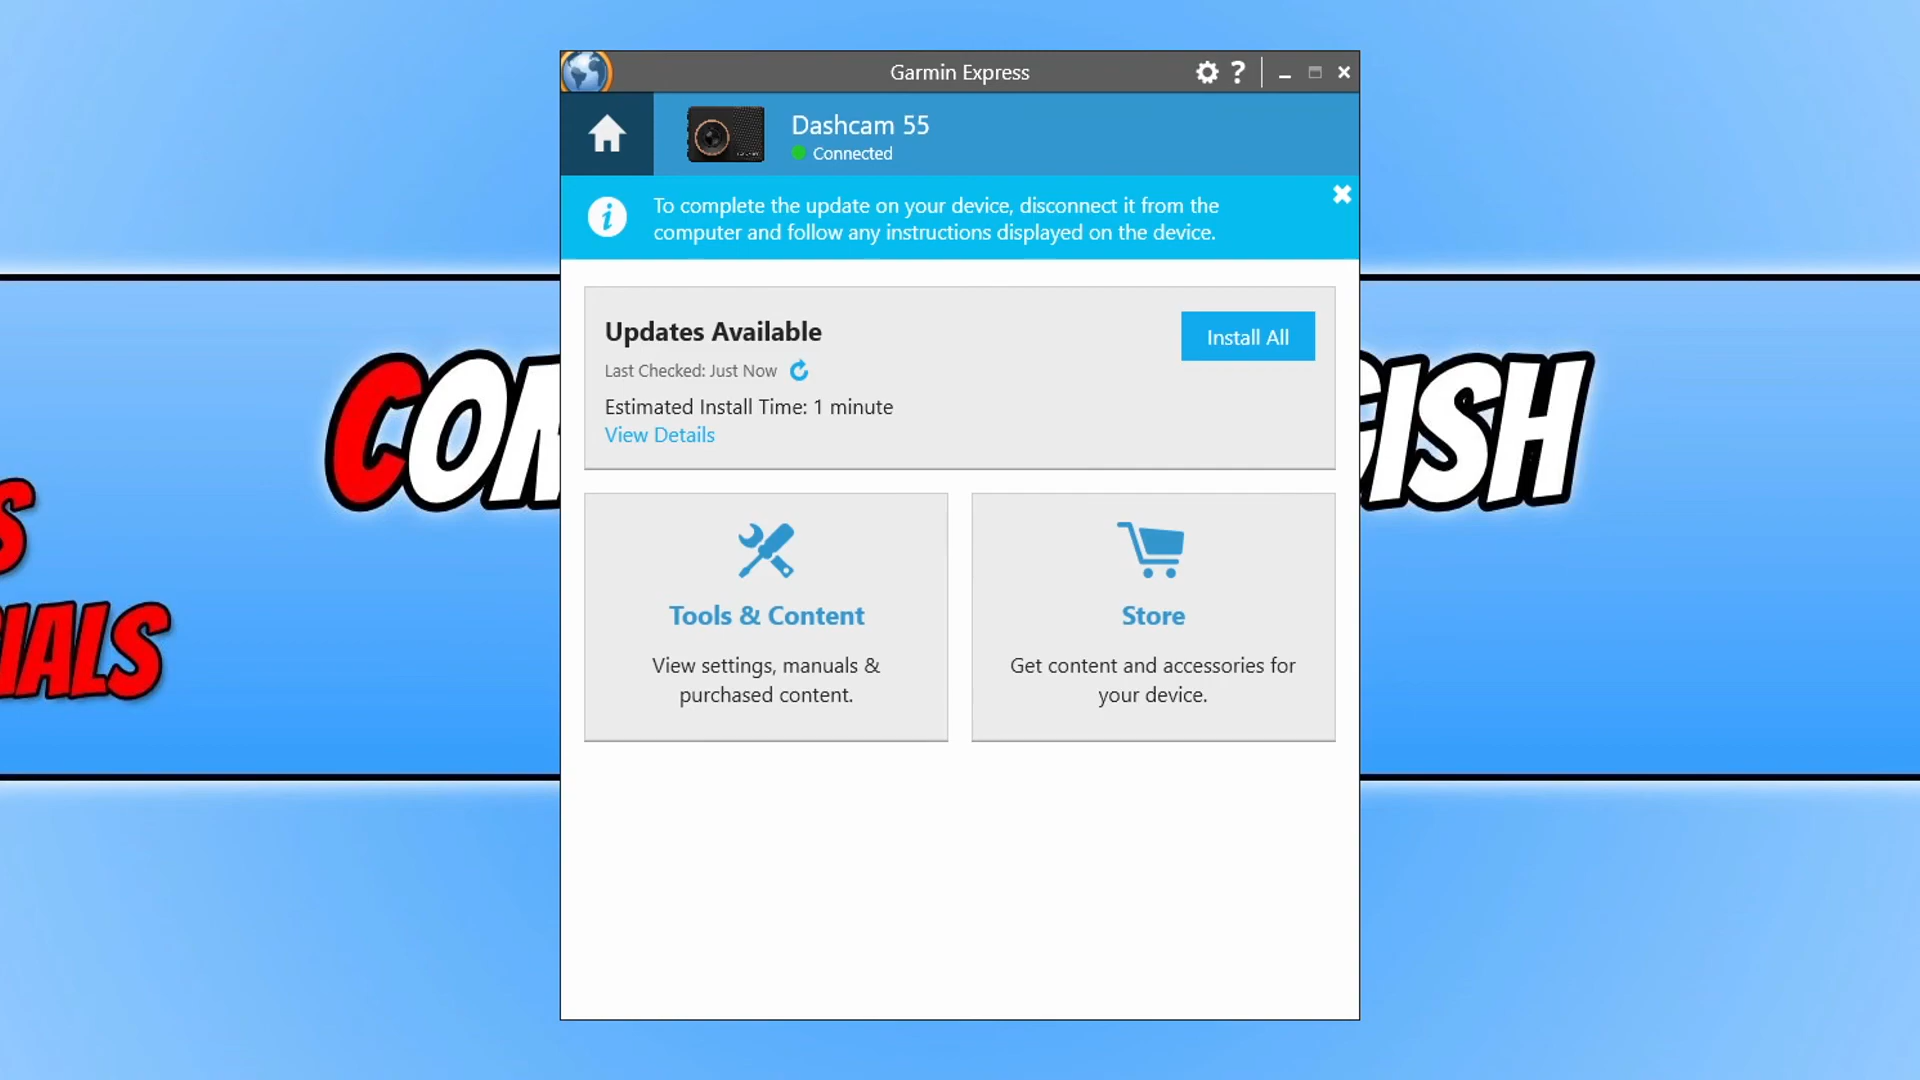 Garmin Express
Dashcam 55
Connected
To complete the update on your device, disconnect it from the
computer and follow any instructions displayed on the device.
Updates Available
Install All
Last Checked: Just Now
Estimated Install Time: 1 minute
View Details
Tools & Content
View settings, manuals &
purchased content.
Store
Get content and accessories for
your device.
GISH
S
IALS